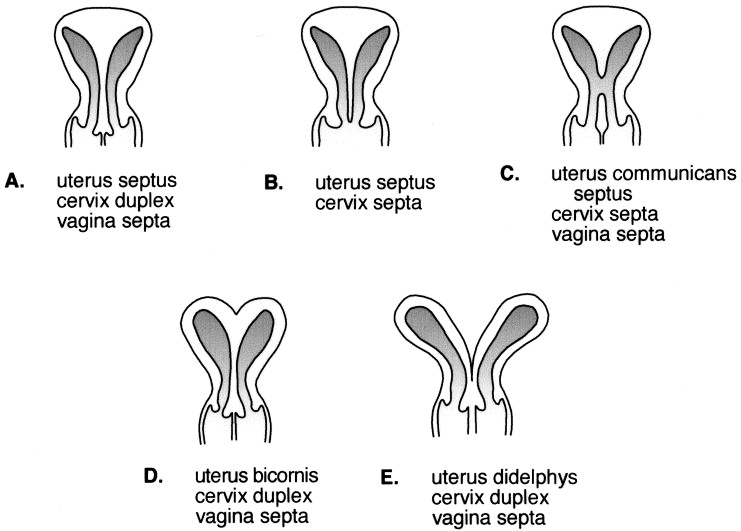 A. uterus septus
cervix duplex
vagina septa
B. uterus septus
cervix septa
C. uterus communicans
septus
cervix septa
vagina septa
D. uterus bicornis
cervix duplex
vagina septa
E. uterus didelphys
cervix duplex
vagina septa